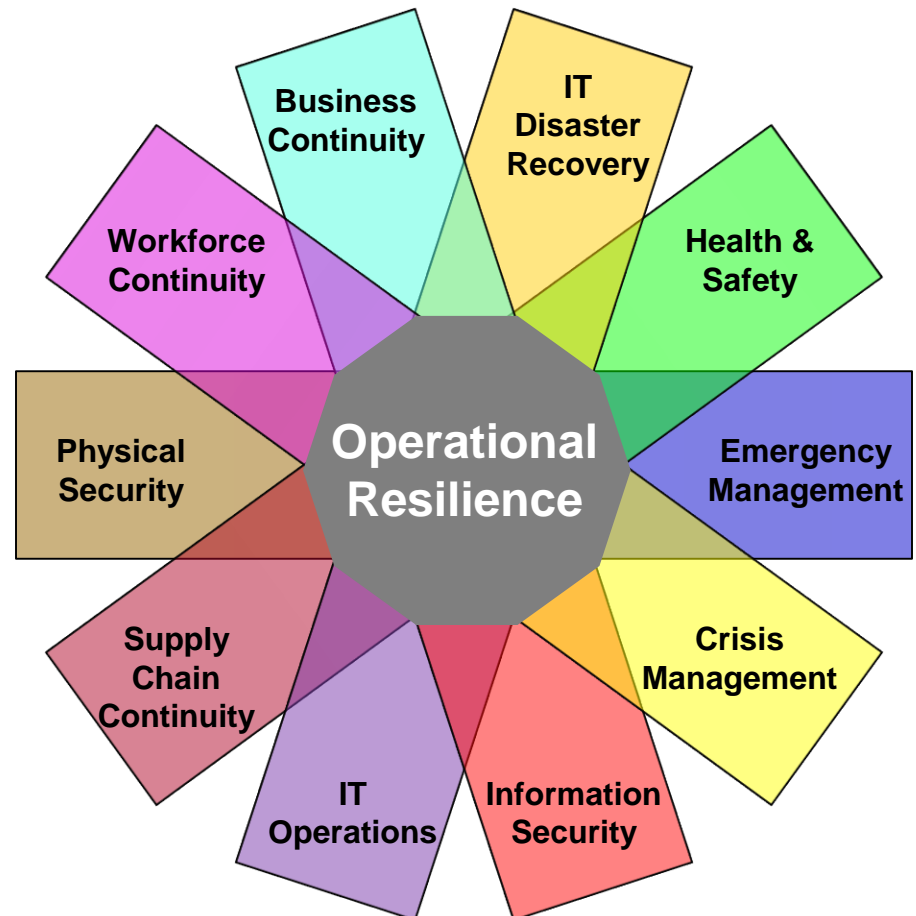 Business
Continuity
IT
Disaster
Recovery
Workforce
Continuity
Health &
Safety
Physical
Security
Operational
Resilience
Emergency
Management
Supply
Chain
Continuity
Crisis
Management
IT
Operations
Information
Security